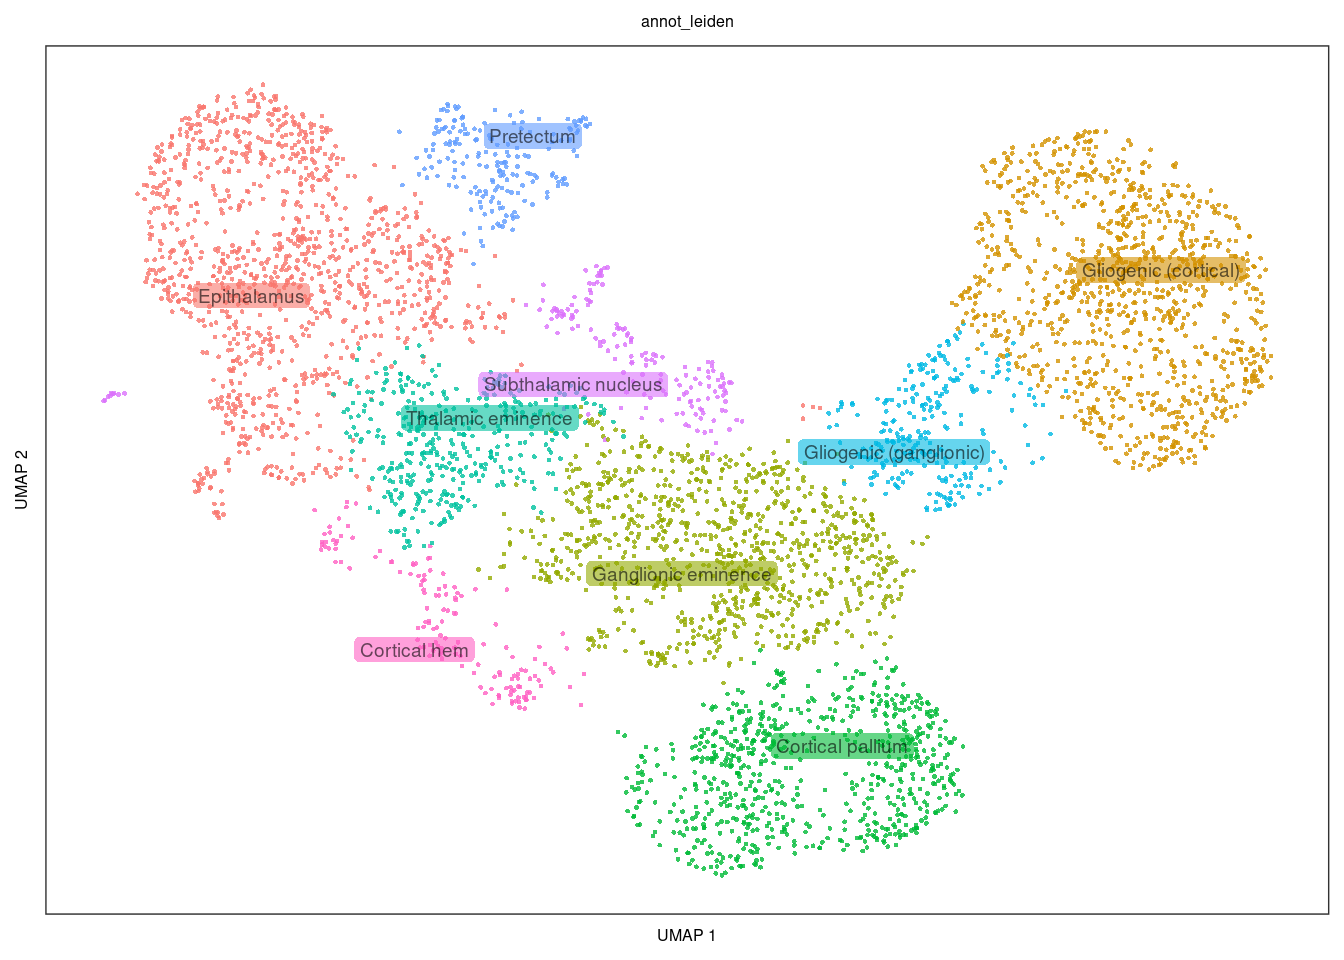 annot_leiden
Pretectum
Gliogenic (cortical)
Epithalamus
Subthalamic nucleus
Thalamic eminence
Gliogenic (ganglionic)
UMAP 2
Ganglionic eminence
Cortical hem
Cortical pallium
UMAP 1